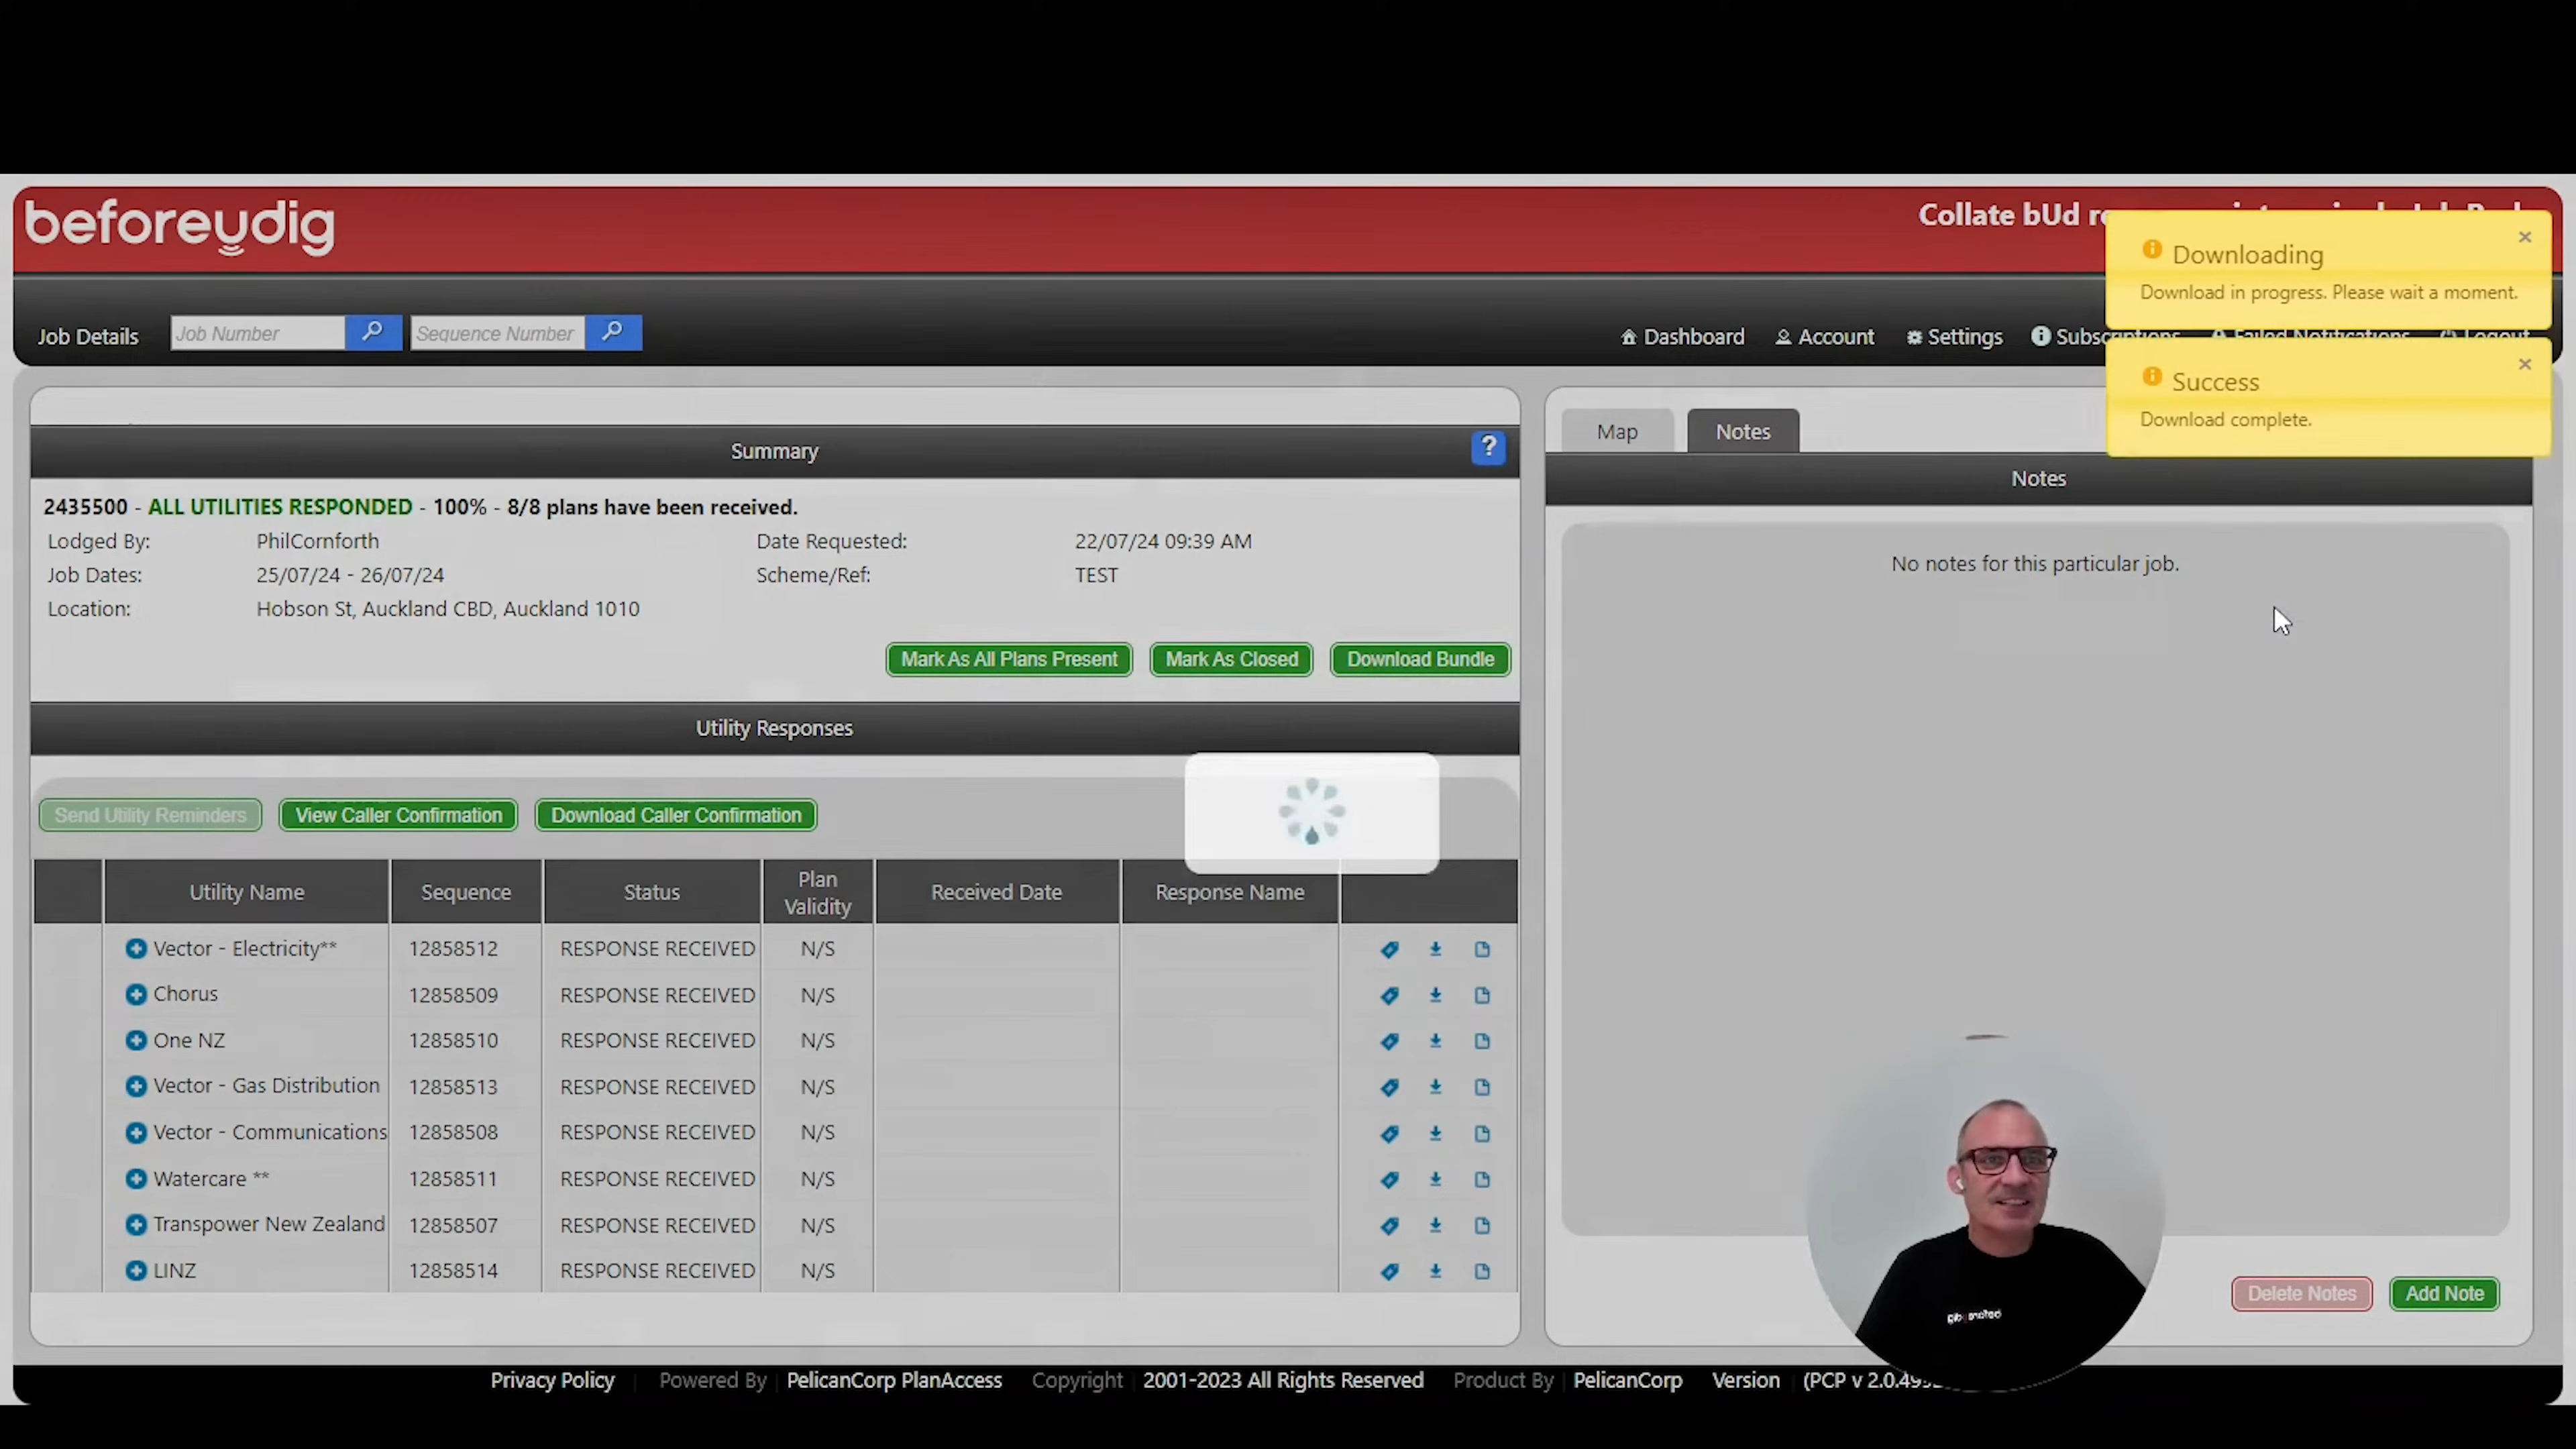 beforeudig
Collate bUd
Downloading
Download in progress. Please wait a moment.
Job Details
Job Number
Sequence Number
Dashboard
Account
Settings
Subscriptions
Failed Notifications
Logout
Success
Download complete.
Summary
?
2435500 - ALL UTILITIES RESPONDED - 100% - 8/8 plans have been received.
Lodged By: PhilCornforth Date Requested: 22/07/24 09:39 AM
Job Dates: 25/07/24 - 26/07/24 Scheme/Ref: TEST
Location: Hobson St, Auckland CBD, Auckland 1010
Mark As All Plans Present Mark As Closed Download Bundle
Utility Responses
Send Utility Reminders View Caller Confirmation Download Caller Confirmation
Utility Name Sequence Status Plan Validity Received Date Response Name
Vector - Electricity** 12858512 RESPONSE RECEIVED N/S
Chorus 12858509 RESPONSE RECEIVED N/S
One NZ 12858510 RESPONSE RECEIVED N/S
Vector - Gas Distribution 12858513 RESPONSE RECEIVED N/S
Vector - Communications 12858508 RESPONSE RECEIVED N/S
Watercare ** 12858511 RESPONSE RECEIVED N/S
Transpower New Zealand 12858507 RESPONSE RECEIVED N/S
LINZ 12858514 RESPONSE RECEIVED N/S
Map Notes
Notes
No notes for this particular job.
Delete Notes Add Note
Privacy Policy Powered By PelicanCorp PlanAccess Copyright 2001-2023 All Rights Reserved Product By PelicanCorp Version (PCP v